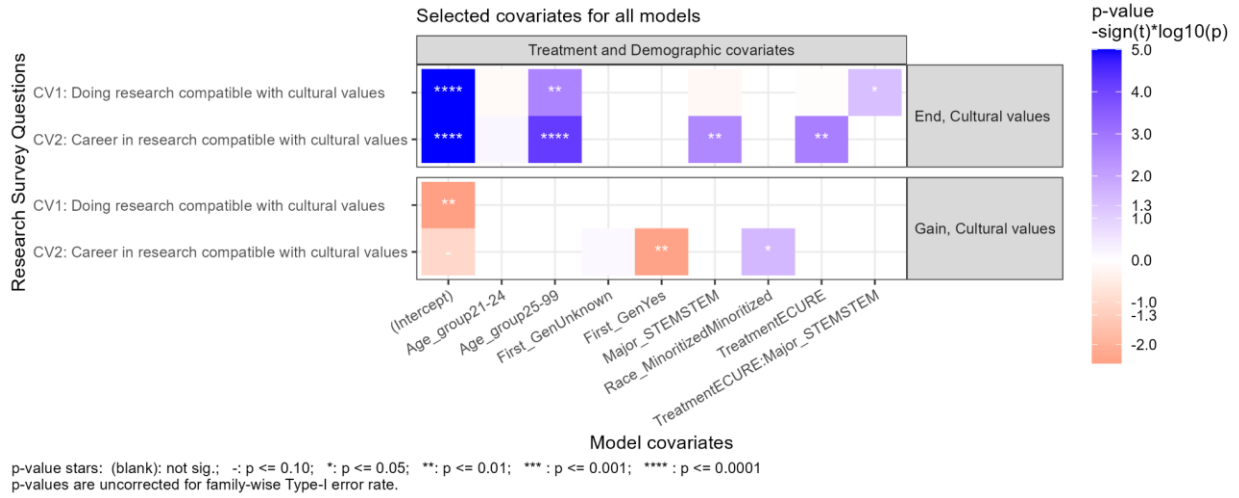 Selected covariates for all models
Treatment and Demographic covariates
Research Survey Questions
CV1: Doing research compatible with cultural values
CV2: Career in research compatible with cultural values
End, Cultural values
**** ** *
**** **** ** **
CV1: Doing research compatible with cultural values
CV2: Career in research compatible with cultural values
Gain, Cultural values
**
- ** *
(Intercept)
Age_group21-24
Age_group25-99
First_GenUnknown
First_GenYes
Major_STEMSTEM
Race_MinoritizedMinoritized
TreatmentECURE
TreatmentECURE:Major_STEMSTEM
Model covariates
p-value
-sign(t)*log10(p)
5.0
4.0
3.0
2.0
1.3
1.0
0.0
-1.0
-1.3
-2.0
p-value stars: (blank): not sig.; -: p <= 0.10; *: p <= 0.05; **: p <= 0.01; *** : p <= 0.001; **** : p <= 0.0001
p-values are uncorrected for family-wise Type-I error rate.